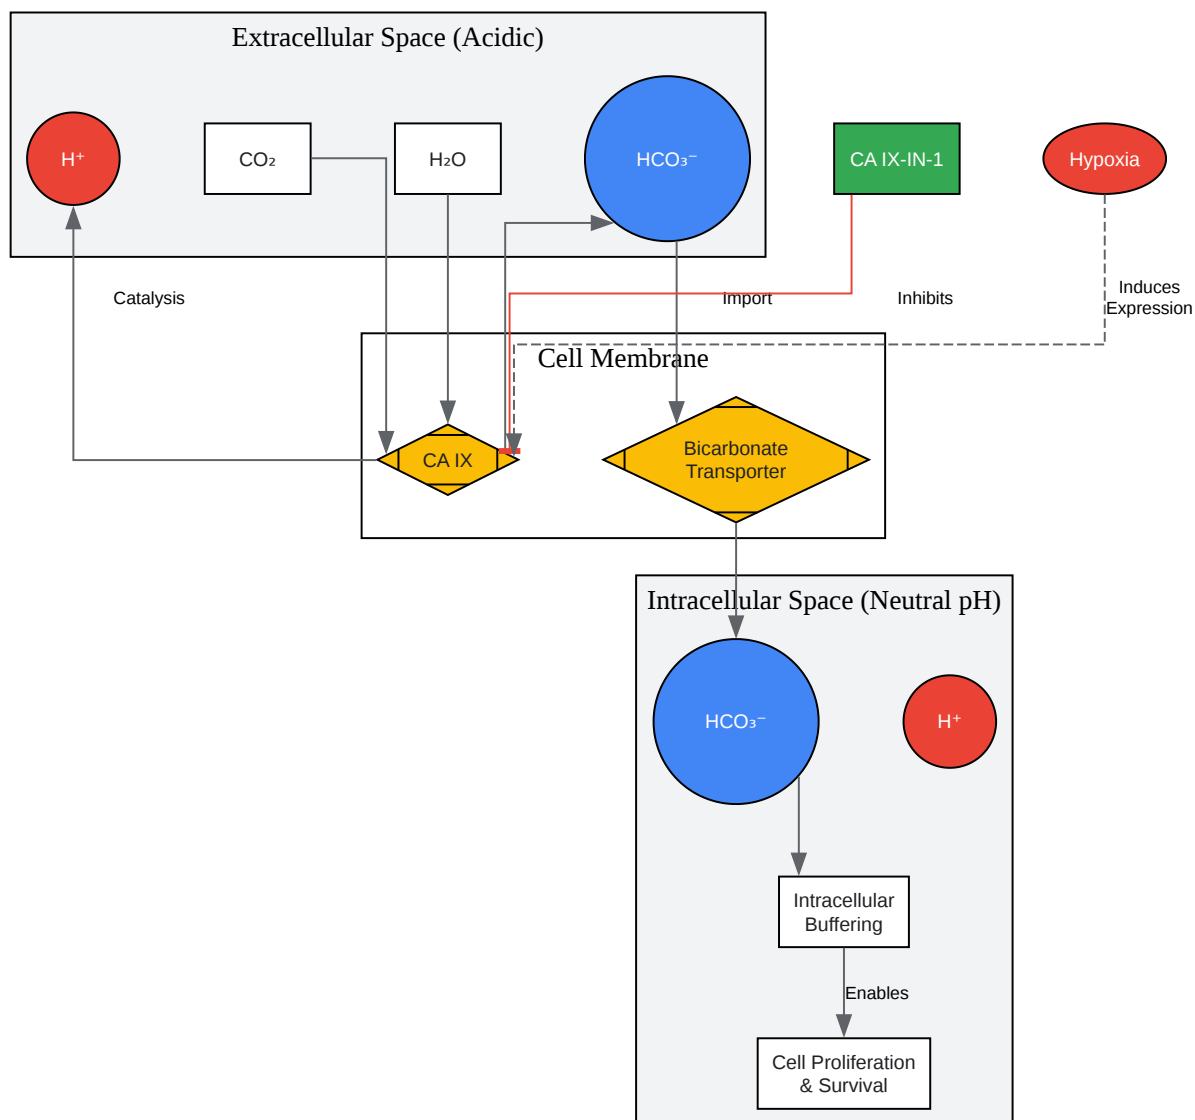 Extracellular Space (Acidic)
H⁺
CO₂
H₂O
HCO₃⁻
CA IX-IN-1
Hypoxia
Catalysis
Import
Inhibits
Induces
Expression
Cell Membrane
CA IX
Bicarbonate
Transporter
Intracellular Space (Neutral pH)
HCO₃⁻
H⁺
Intracellular
Buffering
Enables
Cell Proliferation
& Survival